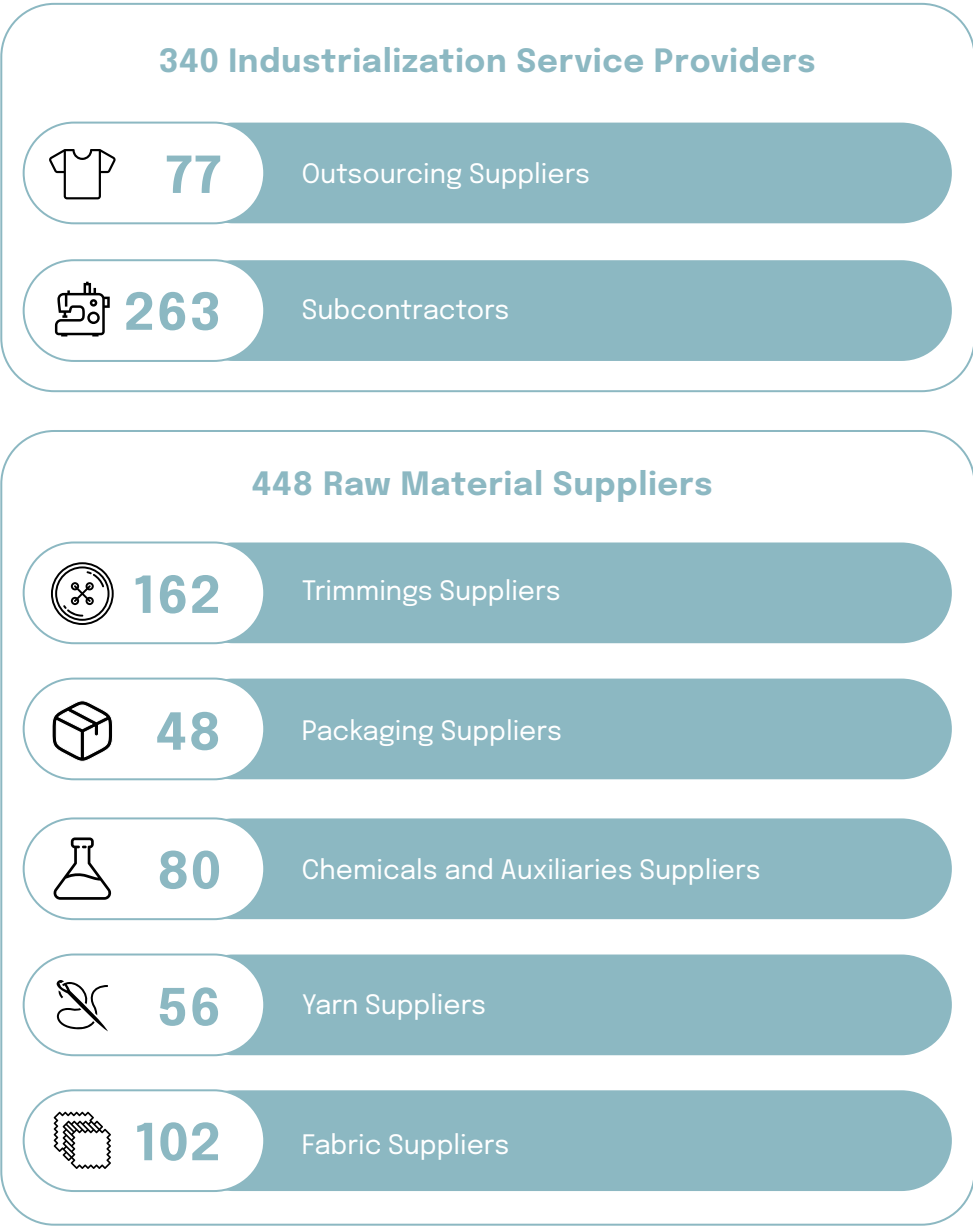 340 Industrialization Service Providers
77 Outsourcing Suppliers
263 Subcontractors
448 Raw Material Suppliers
162 Trimmings Suppliers
48 Packaging Suppliers
80 Chemicals and Auxiliaries Suppliers
56 Yarn Suppliers
102 Fabric Suppliers